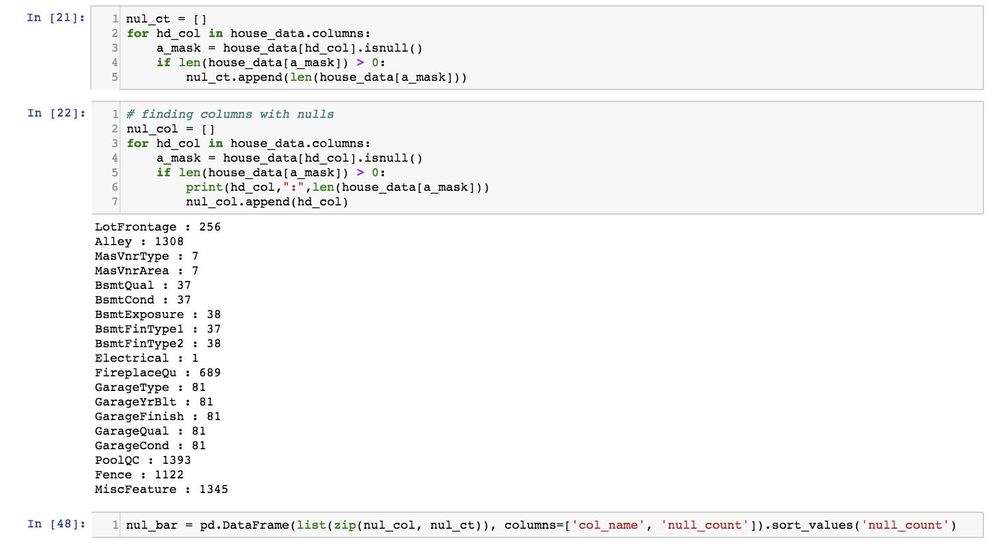 In [21]:
1 nul_ct = []
2 for hd_col in house_data.columns:
3     a_mask = house_data[hd_col].isnull()
4     if len(house_data[a_mask]) > 0:
5         nul_ct.append(len(house_data[a_mask]))
In [22]:
1 # finding columns with nulls
2 nul_col = []
3 for hd_col in house_data.columns:
4     a_mask = house_data[hd_col].isnull()
5     if len(house_data[a_mask]) > 0:
6         print(hd_col,":",len(house_data[a_mask]))
7         nul_col.append(hd_col)
LotFrontage : 256
Alley : 1308
MasVnrType : 7
MasVnrArea : 7
BsmtQual : 37
BsmtCond : 37
BsmtExposure : 38
BsmtFinType1 : 37
BsmtFinType2 : 38
Electrical : 1
FireplaceQu : 689
GarageType : 81
GarageYrBlt : 81
GarageFinish : 81
GarageQual : 81
GarageCond : 81
PoolQC : 1393
Fence : 1122
MiscFeature : 1345
In [48]:
1 nul_bar = pd.DataFrame(list(zip(nul_col, nul_ct)), columns=['col_name', 'null_count']).sort_values('null_count')